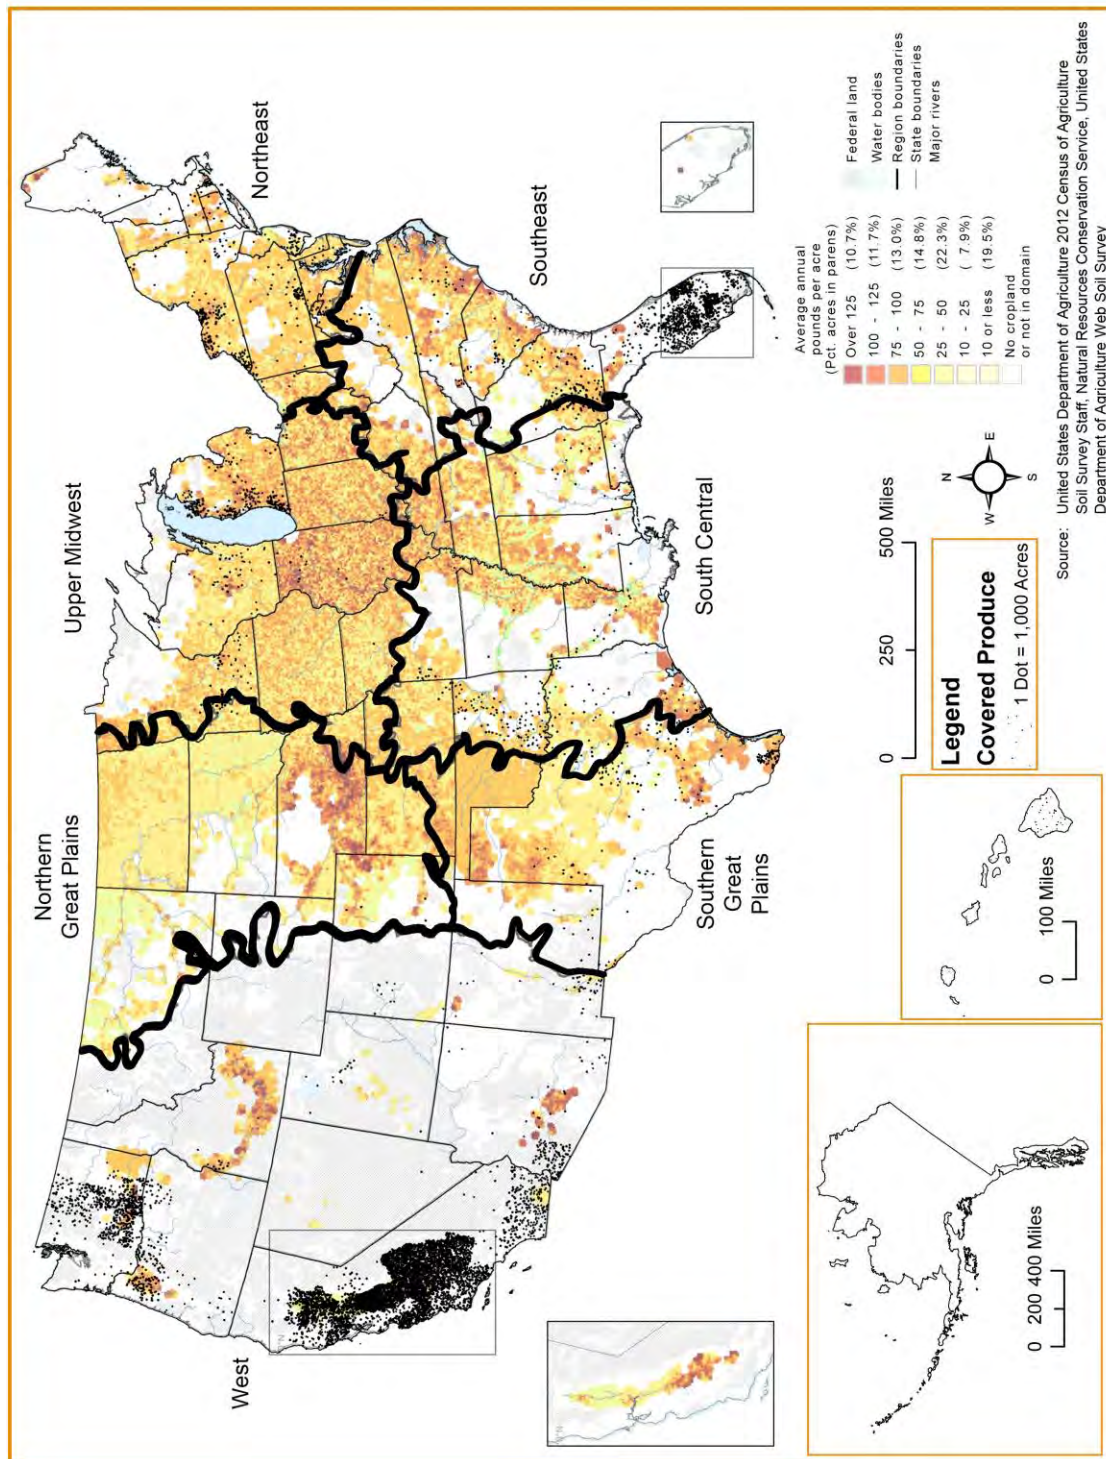 Northern
Great Plains
Upper Midwest
Northeast
West
Southern
Great
Plains
South Central
Southeast
0 200 400 Miles
0 100 Miles
0 250 500 Miles
Legend
Covered Produce
1 Dot = 1,000 Acres
N
W E
S
Average annual
pounds per acre
(Pct. acres in parens)
Over 125 (10.7%)
100 - 125 (11.7%)
75 - 100 (13.0%)
50 - 75 (14.8%)
25 - 50 (22.3%)
10 - 25 ( 7.9%)
10 or less (19.5%)
No cropland
or not in domain
Federal land
Water bodies
Region boundaries
State boundaries
Major rivers
Source: United States Department of Agriculture 2012 Census of Agriculture
Soil Survey Staff, Natural Resources Conservation Service, United States
Department of Agriculture Web Soil Survey